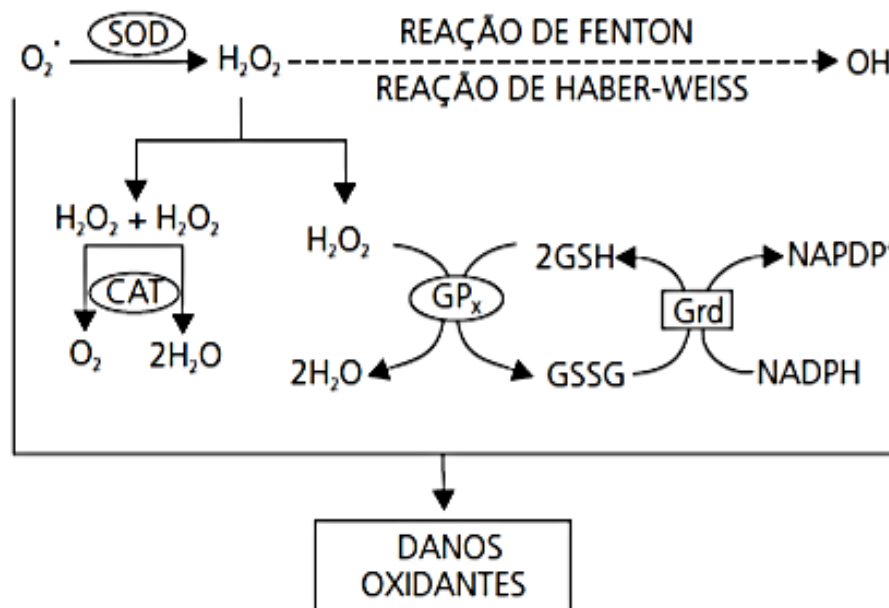 O₂˙ SOD H₂O₂ REAÇÃO DE FENTON OH
REAÇÃO DE HABER-WEISS
H₂O₂ + H₂O₂
CAT
O₂ 2H₂O
H₂O₂ 2GSH NAPDP⁺
GPₓ Grd
2H₂O GSSG NADPH
DANOS
OXIDANTES